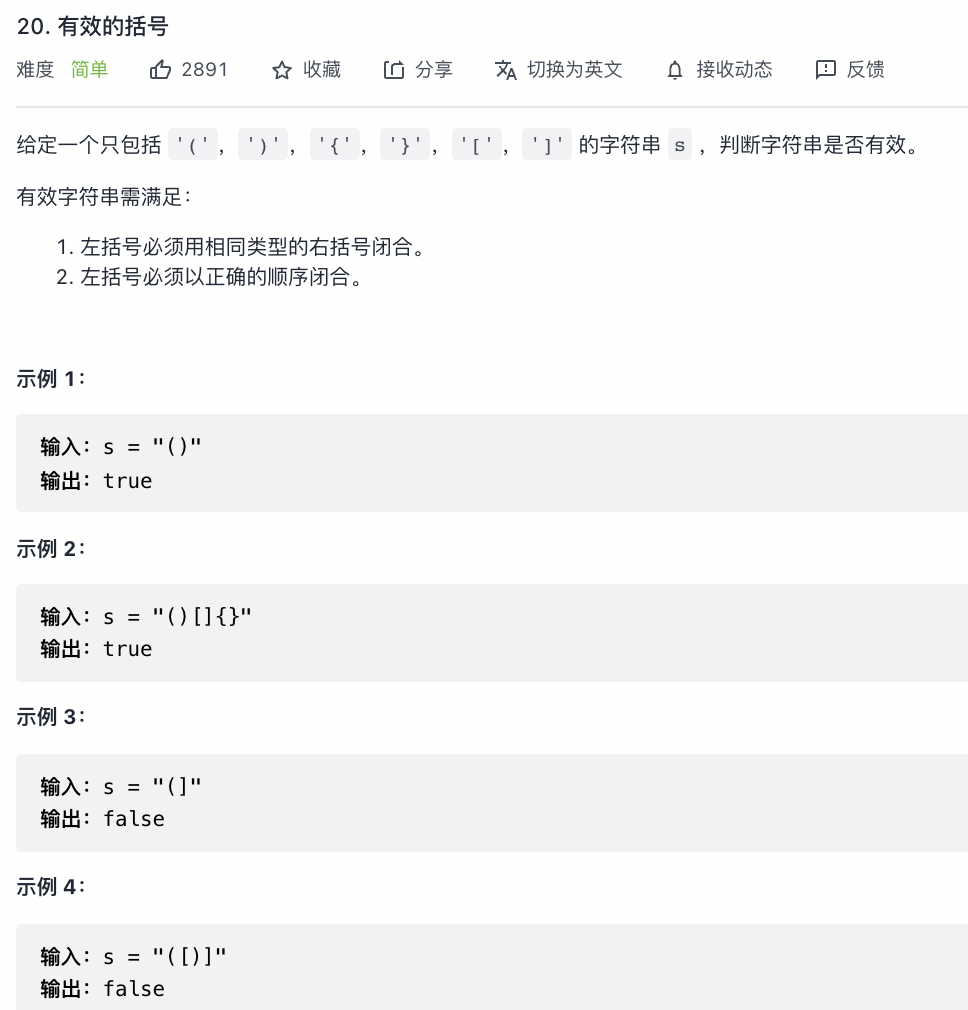 20. 有效的括号
难度 简单 2891 收藏 分享 切换为英文 接收动态 反馈
给定一个只包括 '('，')'，'{'，'}'，'['，']' 的字符串 s ，判断字符串是否有效。
有效字符串需满足：
1. 左括号必须用相同类型的右括号闭合。
2. 左括号必须以正确的顺序闭合。
示例 1：
输入：s = "()"
输出：true
示例 2：
输入：s = "()[]{}"
输出：true
示例 3：
输入：s = "(]"
输出：false
示例 4：
输入：s = "([)]"
输出：false